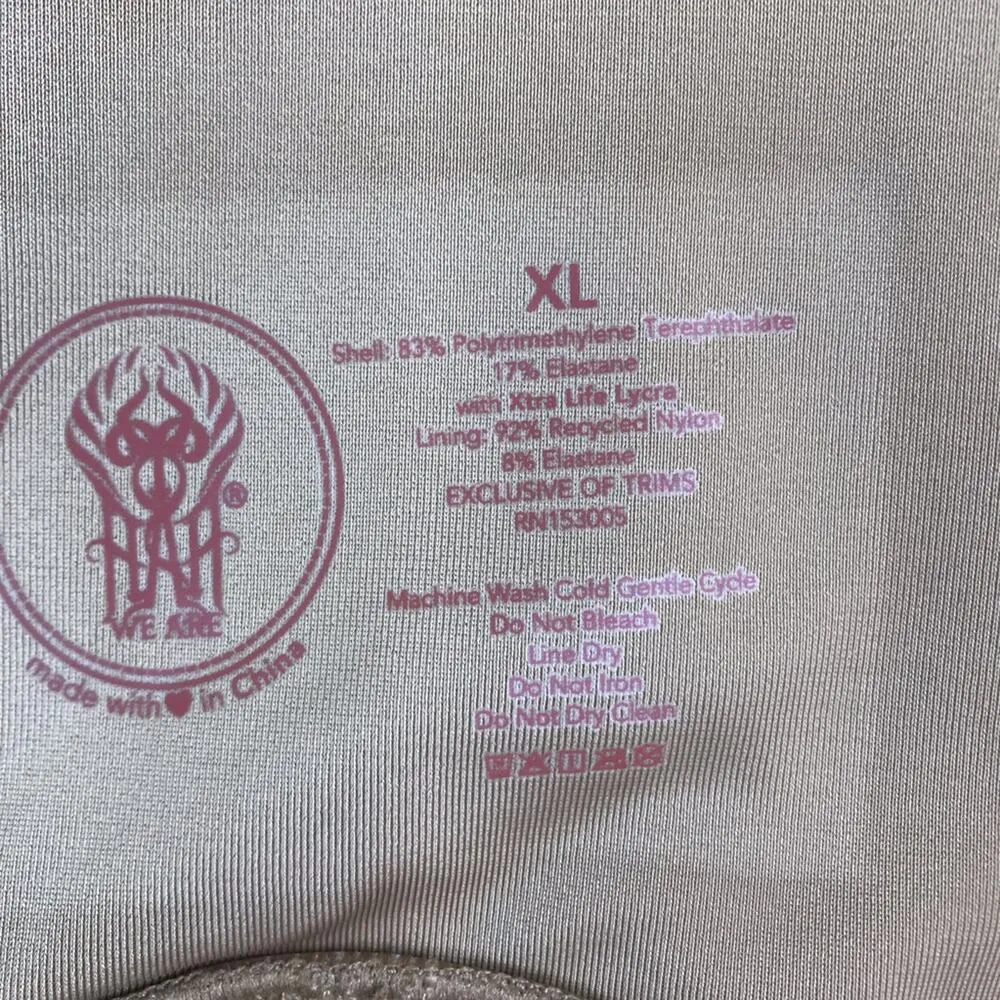 XL
Shell: 83% Polytrimethylene Terephthalate
17% Elastane
with Xtra Life Lycra
Lining: 92% Recycled Nylon
8% Elastane
EXCLUSIVE OF TRIMS
RN153005
Machine Wash Cold Gentle Cycle
Do Not Bleach
Line Dry
Do Not Iron
Do Not Dry Clean
®
HAH
WE ARE
made with♥in China